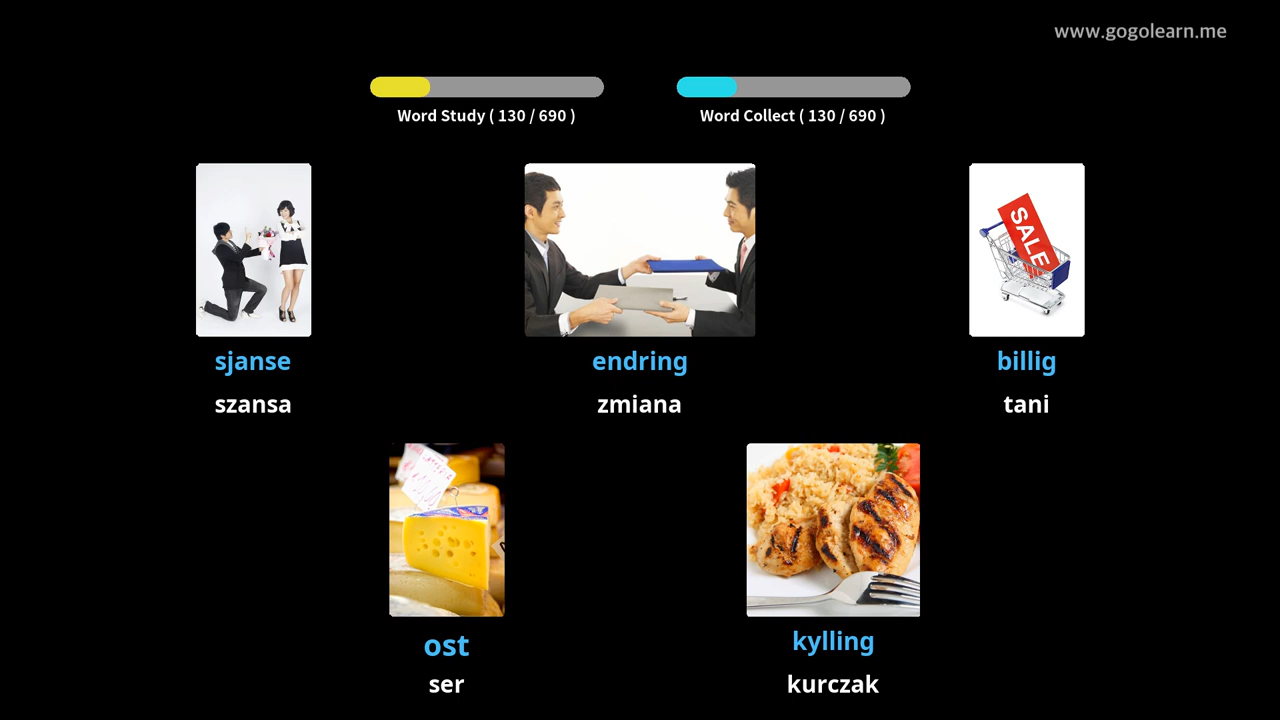 www.gogolearn.me
Word Study ( 130 / 690 )
Word Collect ( 130 / 690 )
SALE
sjanse
szansa
endring
zmiana
billig
tani
ost
ser
kylling
kurczak